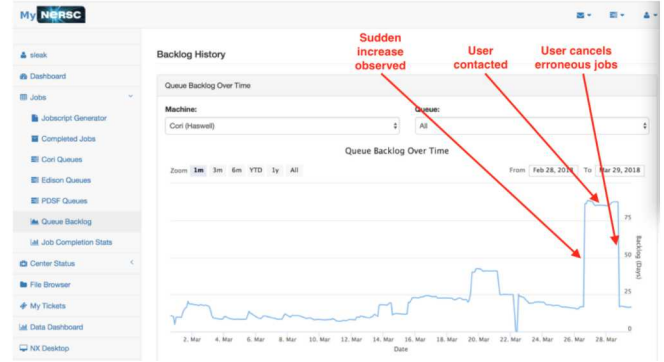 My NERSC
sleak
Dashboard
Jobs
Jobscript Generator
Completed Jobs
Cori Queues
Edison Queues
PDSF Queues
Queue Backlog
Job Completion Stats
Center Status
File Browser
My Tickets
Data Dashboard
NX Desktop
Sudden
increase
observed
User
contacted
User cancels
erroneous jobs
Backlog History
Queue Backlog Over Time
Machine:
Queue:
Cori (Haswell)
All
Queue Backlog Over Time
Zoom 1m 3m 6m YTD 1y All
From Feb 28, 2018 To Mar 29, 2018
75
50
25
0
Backlog (Days)
2. Mar 4. Mar 6. Mar 8. Mar 10. Mar 12. Mar 14. Mar 16. Mar 18. Mar 20. Mar 22. Mar 24. Mar 26. Mar 28. Mar
Date